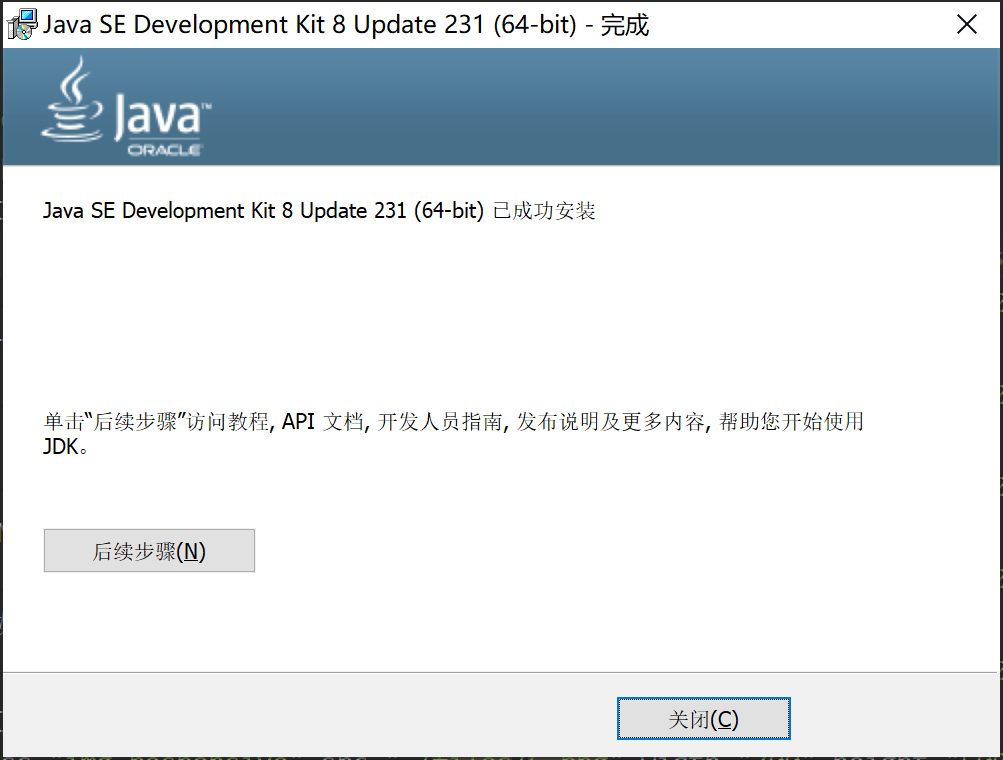 Java SE Development Kit 8 Update 231 (64-bit) - 完成
Java™
ORACLE
Java SE Development Kit 8 Update 231 (64-bit) 已成功安装
单击“后续步骤”访问教程, API 文档, 开发人员指南, 发布说明及更多内容, 帮助您开始使用
JDK。
后续步骤(N)
关闭(C)